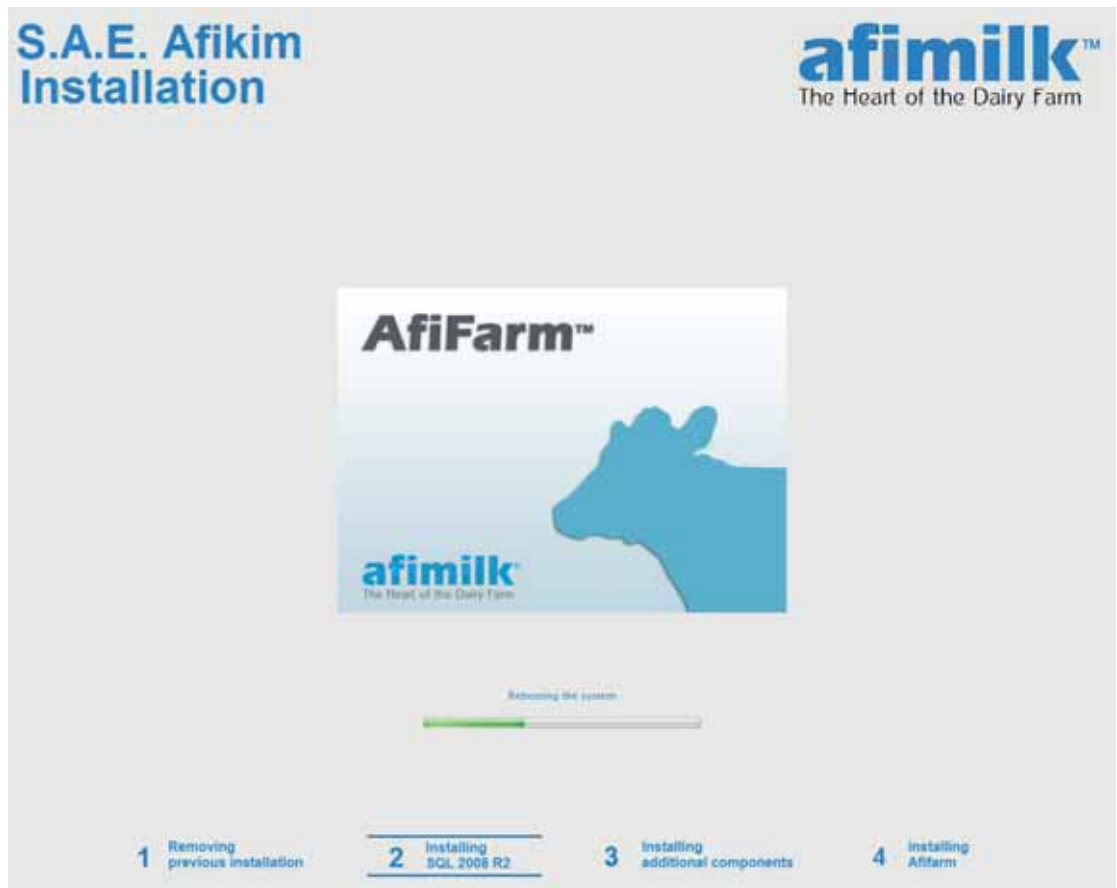 S.A.E. Afikim
Installation
afimilk™
The Heart of the Dairy Farm
AfiFarm™
afimilk
The Heart of the Dairy Farm
Rebooting the system
1 Removing
previous installation
2 Installing
SQL 2008 R2
3 Installing
additional components
4 Installing
Afifarm